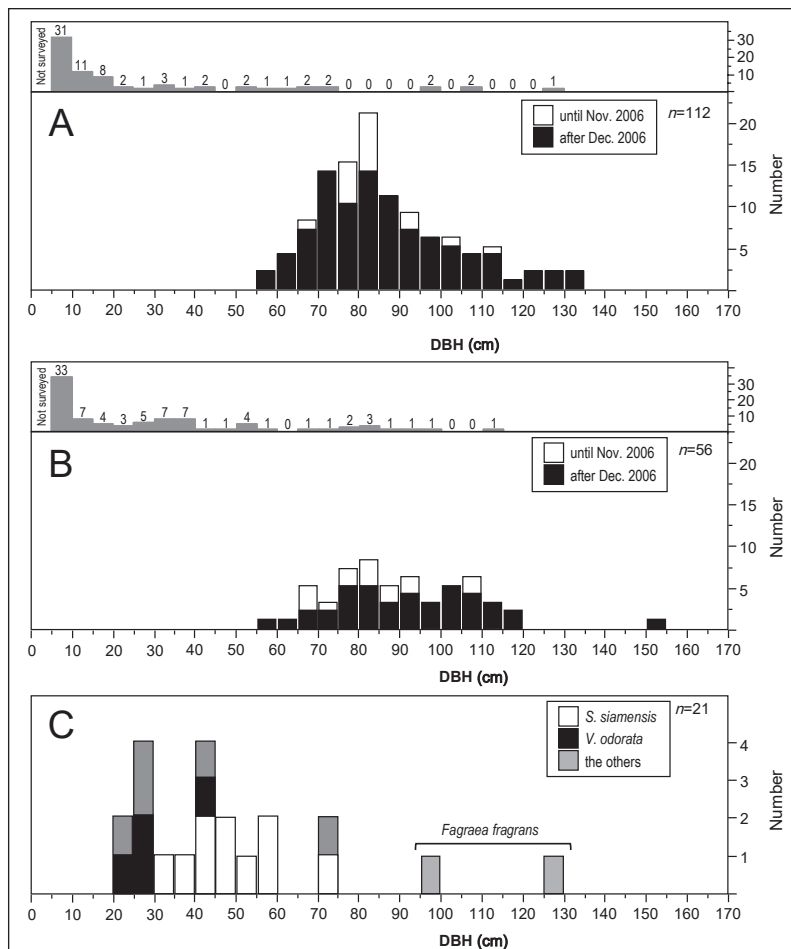 Not surveyed
31 11 8 2 1 3 1 2 0 2 1 1 2 2 0 0 0 0 2 0 2 0 0 0 1
30
20
10
A
until Nov. 2006
after Dec. 2006
n=112
20
15
10
5
Number
0 10 20 30 40 50 60 70 80 90 100 110 120 130 140 150 160 170
DBH (cm)
Not surveyed
33 7 4 3 5 7 7 1 1 4 1 0 1 1 2 3 1 1 1 0 0 1
30
20
10
B
until Nov. 2006
after Dec. 2006
n=56
20
15
10
5
Number
0 10 20 30 40 50 60 70 80 90 100 110 120 130 140 150 160 170
DBH (cm)
C
S. siamensis
V. odorata
the others
n=21
4
3
2
1
Number
Fagraea fragrans
0 10 20 30 40 50 60 70 80 90 100 110 120 130 140 150 160 170
DBH (cm)